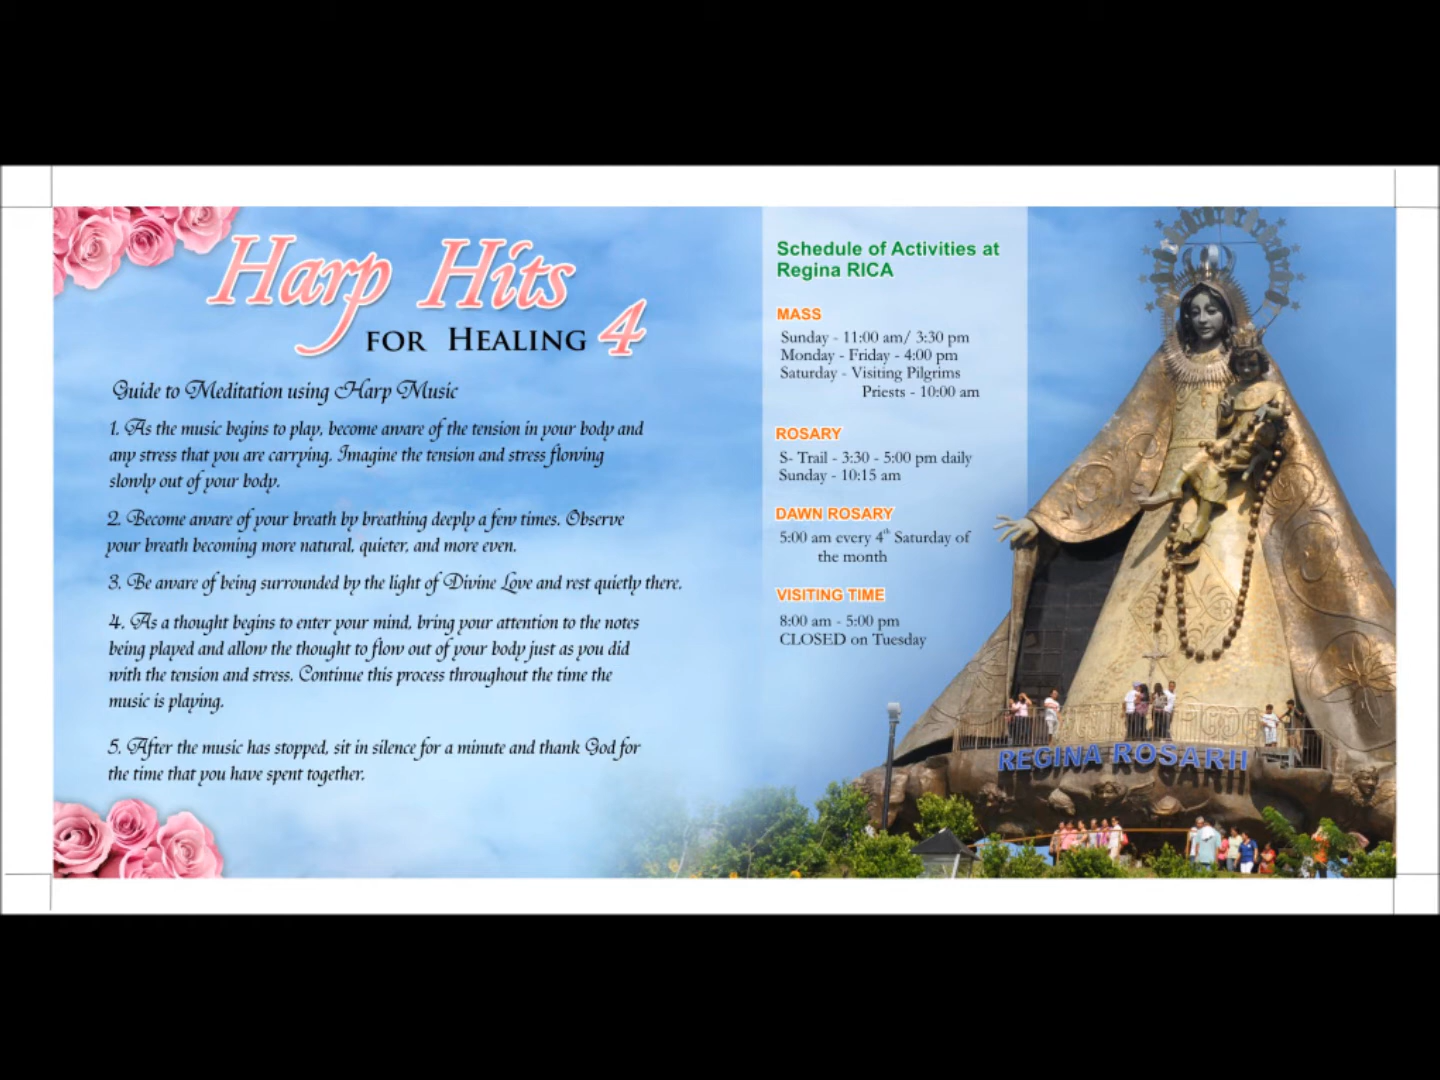 Harp Hits
FOR HEALING 4
Guide to Meditation using Harp Music
1. As the music begins to play, become aware of the tension in your body and
any stress that you are carrying. Imagine the tension and stress flowing
slowly out of your body.
2. Become aware of your breath by breathing deeply a few times. Observe
your breath becoming more natural, quieter, and more even.
3. Be aware of being surrounded by the light of Divine Love and rest quietly there.
4. As a thought begins to enter your mind, bring your attention to the notes
being played and allow the thought to flow out of your body just as you did
with the tension and stress. Continue this process throughout the time the
music is playing.
5. After the music has stopped, sit in silence for a minute and thank God for
the time that you have spent together.
Schedule of Activities at
Regina RICA
MASS
Sunday - 11:00 am/ 3:30 pm
Monday - Friday - 4:00 pm
Saturday - Visiting Pilgrims
Priests - 10:00 am
ROSARY
S- Trail - 3:30 - 5:00 pm daily
Sunday - 10:15 am
DAWN ROSARY
5:00 am every 4th Saturday of
the month
VISITING TIME
8:00 am - 5:00 pm
CLOSED on Tuesday
REGINA ROSARII